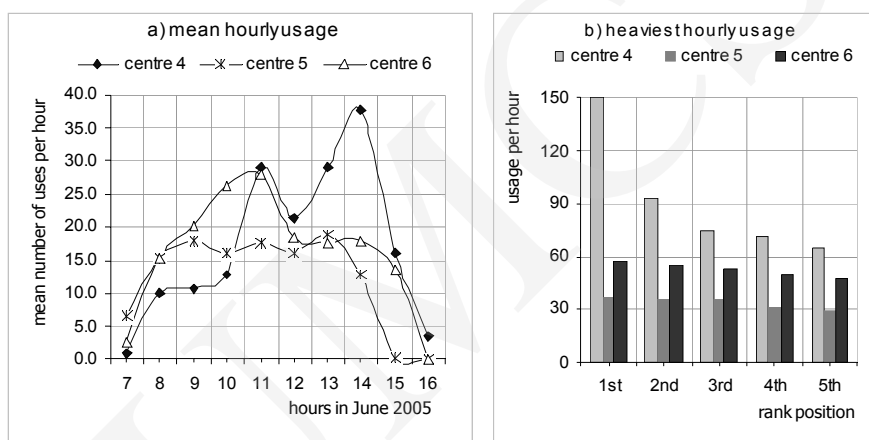 a) mean hourly usage
centre 4 centre 5 centre 6
mean number of uses per hour
40.0
35.0
30.0
25.0
20.0
15.0
10.0
5.0
0.0
7 8 9 10 11 12 13 14 15 16
hours in June 2005
b) heaviest hourly usage
centre 4 centre 5 centre 6
usage per hour
150
120
90
60
30
0
1st 2nd 3rd 4th 5th
rank position